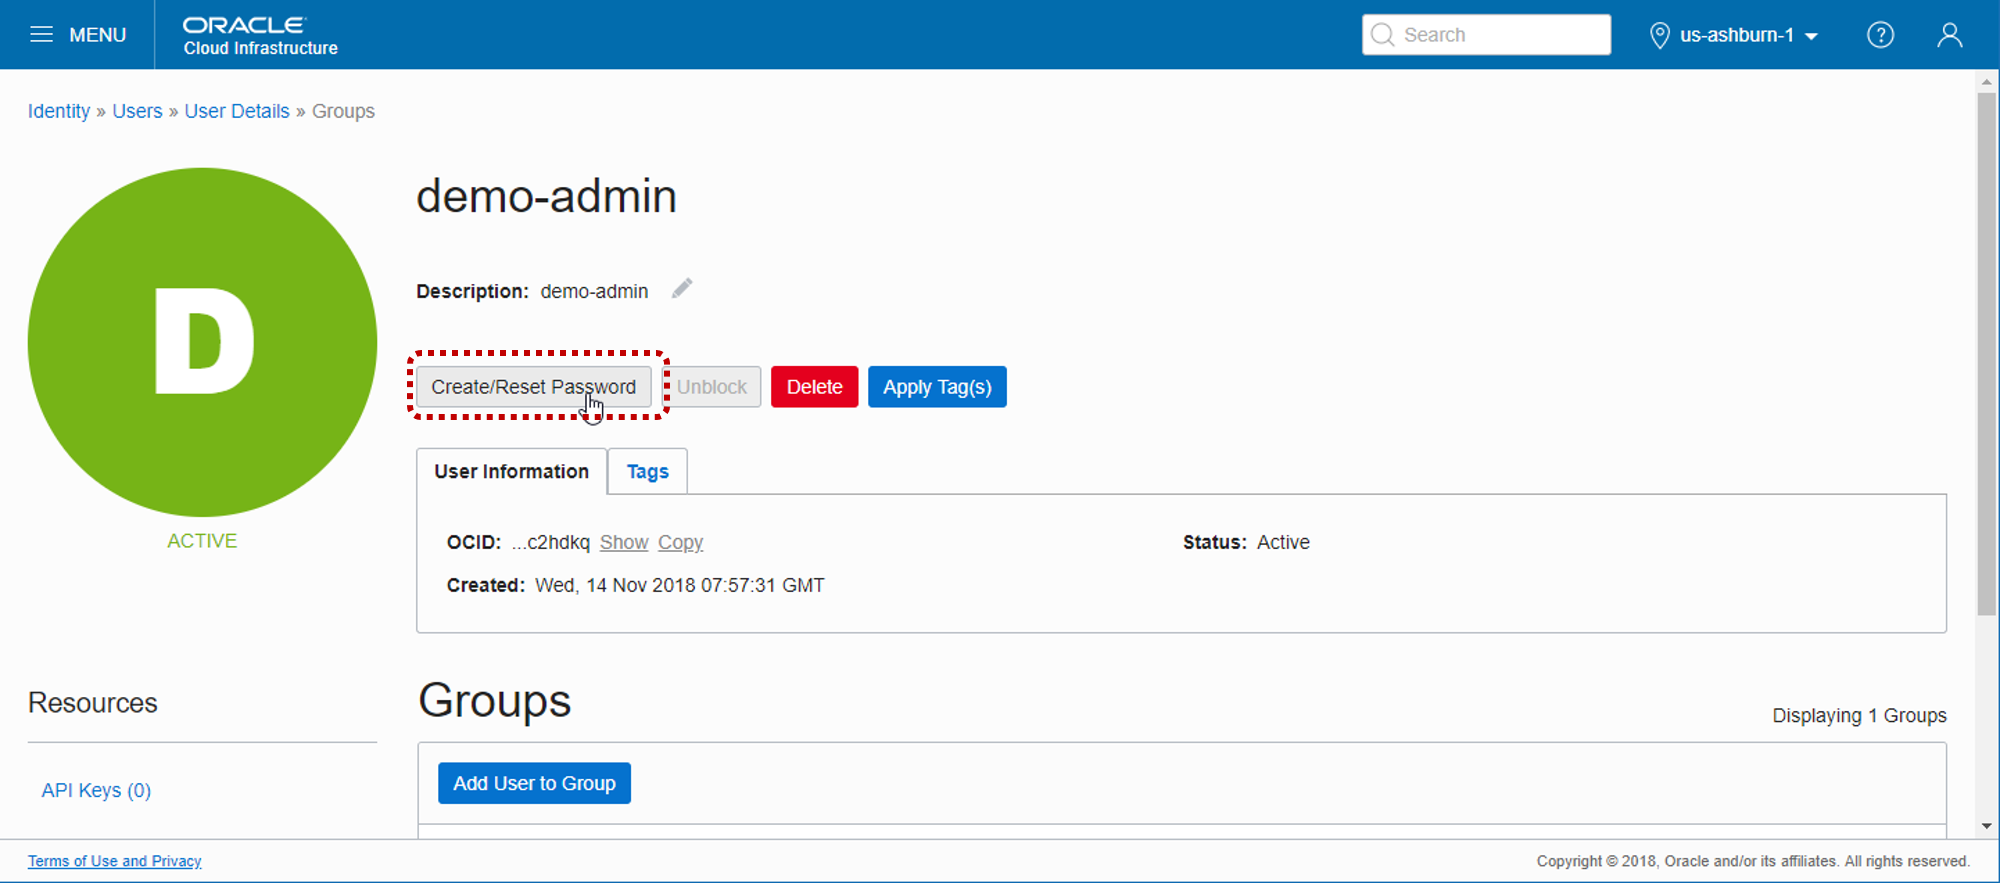 MENU
ORACLE
Cloud Infrastructure
Search
us-ashburn-1
?
Identity » Users » User Details » Groups
D
ACTIVE
demo-admin
Description: demo-admin
Create/Reset Password Unblock Delete Apply Tag(s)
User Information Tags
OCID: ...c2hdkq Show Copy Status: Active
Created: Wed, 14 Nov 2018 07:57:31 GMT
Resources
API Keys (0)
Groups
Displaying 1 Groups
Add User to Group
Terms of Use and Privacy
Copyright © 2018, Oracle and/or its affiliates. All rights reserved.